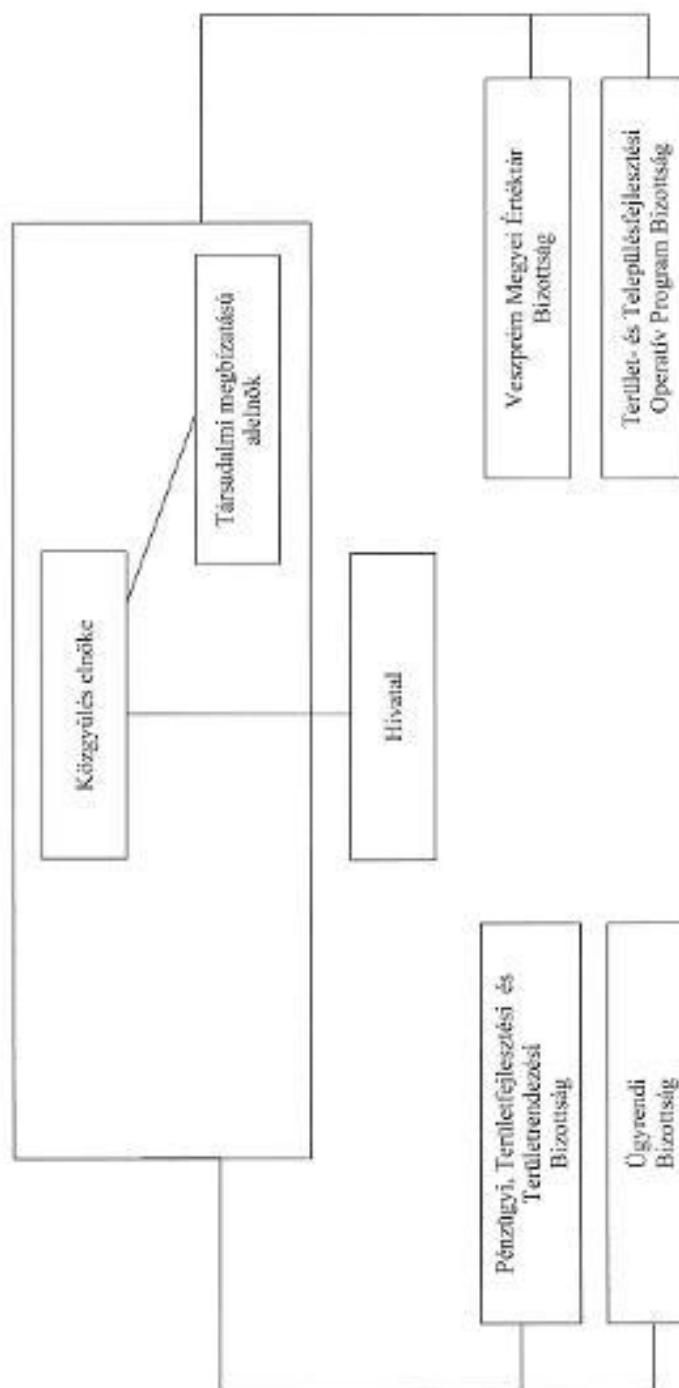 Közgyűlés elnöke
Társadalmi megbízatású
alelnök
Hivatal
Pénzügyi, Területfejlesztési és
Területrendezési
Bizottság
Ügyrendi
Bizottság
Veszprém Megyei Értéktár
Bizottság
Terület- és Településfejlesztési
Operatív Program Bizottság